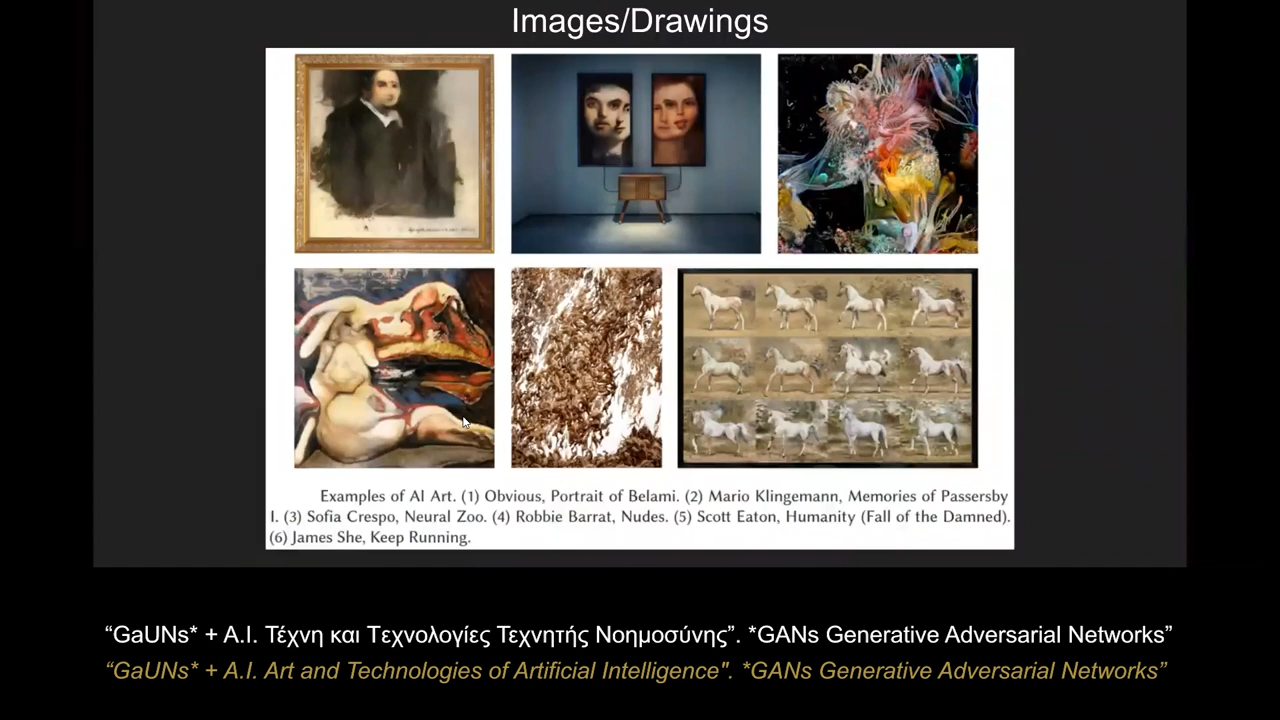 Images/Drawings
Examples of AI Art. (1) Obvious, Portrait of Belami. (2) Mario Klingemann, Memories of Passersby
I. (3) Sofia Crespo, Neural Zoo. (4) Robbie Barrat, Nudes. (5) Scott Eaton, Humanity (Fall of the Damned).
(6) James She, Keep Running.
“GaUNs* + A.I. Τέχνη και Τεχνολογίες Τεχνητής Νοημοσύνης”. *GANs Generative Adversarial Networks”
“GaUNs* + A.I. Art and Technologies of Artificial Intelligence". *GANs Generative Adversarial Networks”